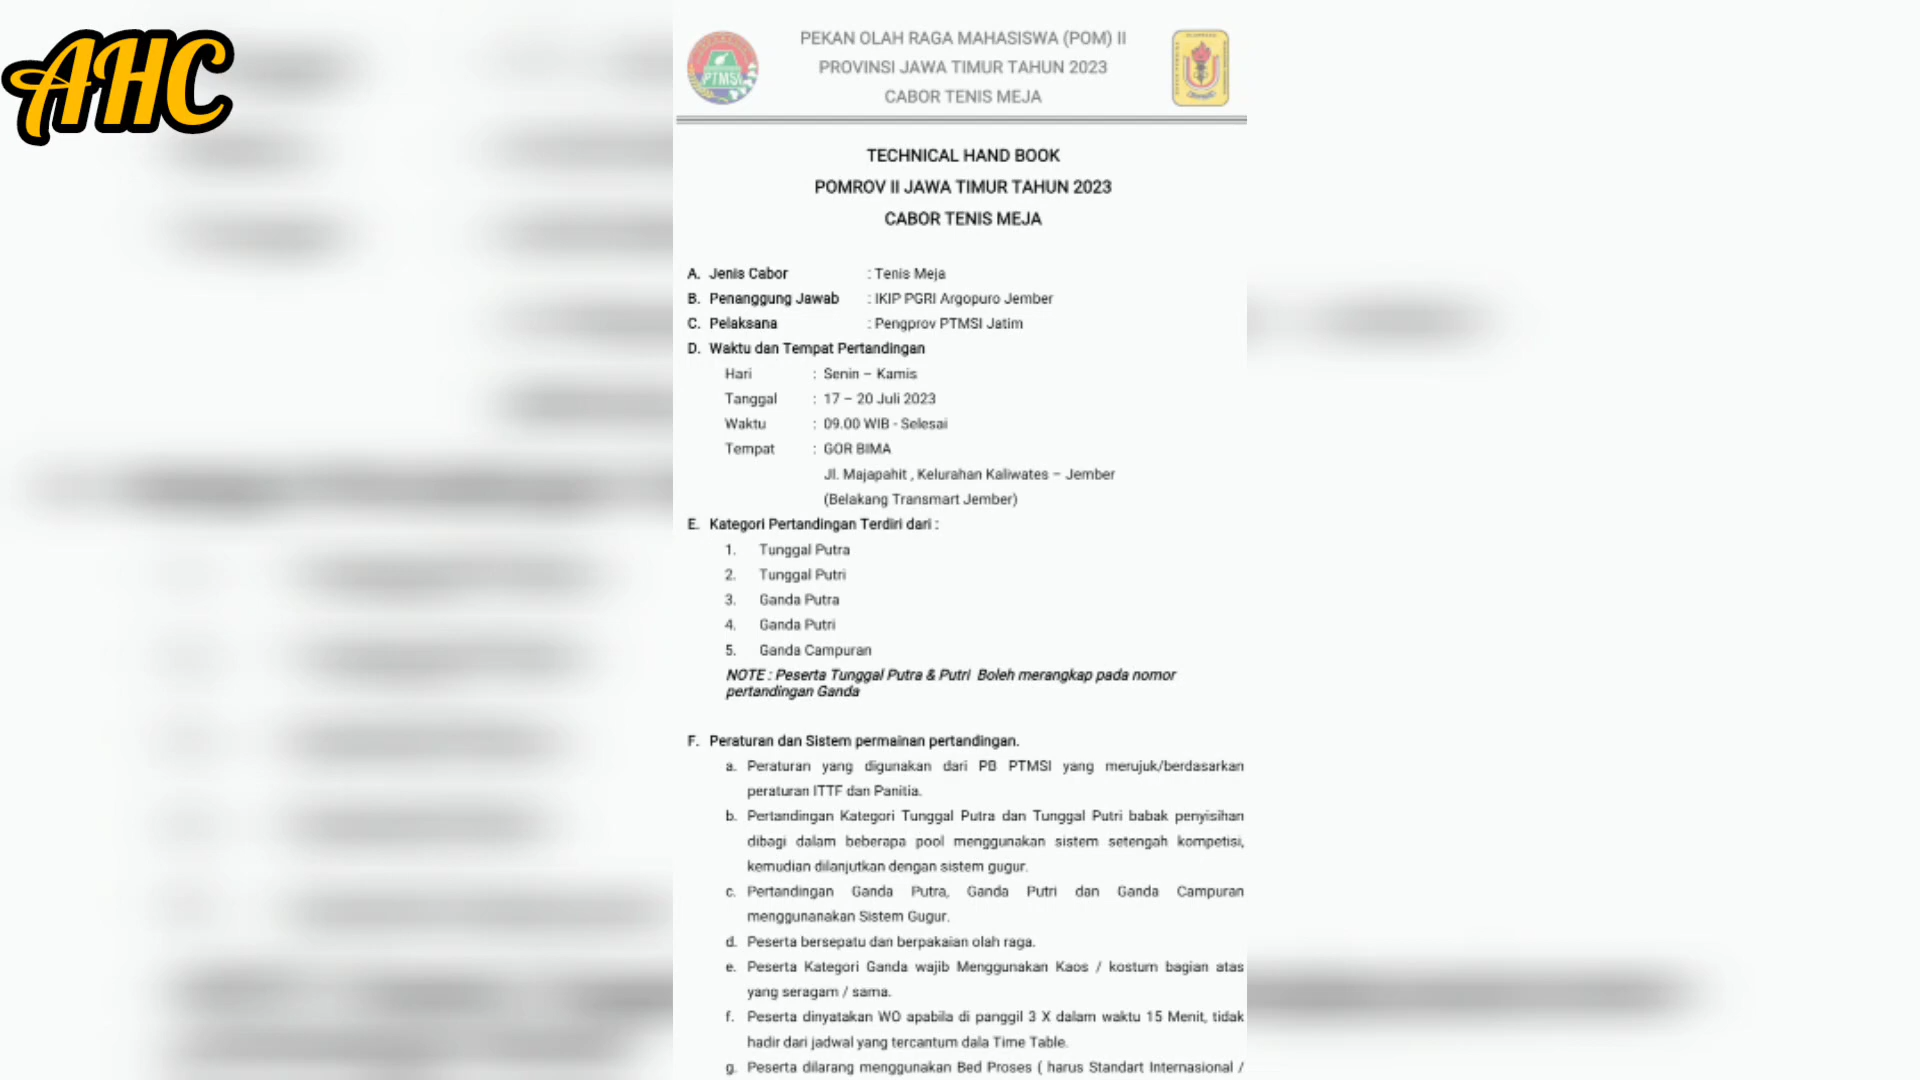 AHC
PTMSI
PEKAN OLAH RAGA MAHASISWA (POM) II
PROVINSI JAWA TIMUR TAHUN 2023
CABOR TENIS MEJA
TECHNICAL HAND BOOK
POMROV II JAWA TIMUR TAHUN 2023
CABOR TENIS MEJA
A. Jenis Cabor : Tenis Meja
B. Penanggung Jawab : IKIP PGRI Argopuro Jember
C. Pelaksana : Pengprov PTMSI Jatim
D. Waktu dan Tempat Pertandingan
Hari : Senin – Kamis
Tanggal : 17 – 20 Juli 2023
Waktu : 09.00 WIB - Selesai
Tempat : GOR BIMA
Jl. Majapahit , Kelurahan Kaliwates – Jember
(Belakang Transmart Jember)
E. Kategori Pertandingan Terdiri dari :
1. Tunggal Putra
2. Tunggal Putri
3. Ganda Putra
4. Ganda Putri
5. Ganda Campuran
NOTE : Peserta Tunggal Putra & Putri Boleh merangkap pada nomor
pertandingan Ganda
F. Peraturan dan Sistem permainan pertandingan.
a. Peraturan yang digunakan dari PB PTMSI yang merujuk/berdasarkan
peraturan ITTF dan Panitia.
b. Pertandingan Kategori Tunggal Putra dan Tunggal Putri babak penyisihan
dibagi dalam beberapa pool menggunakan sistem setengah kompetisi,
kemudian dilanjutkan dengan sistem gugur.
c. Pertandingan Ganda Putra, Ganda Putri dan Ganda Campuran
menggunanakan Sistem Gugur.
d. Peserta bersepatu dan berpakaian olah raga.
e. Peserta Kategori Ganda wajib Menggunakan Kaos / kostum bagian atas
yang seragam / sama.
f. Peserta dinyatakan WO apabila di panggil 3 X dalam waktu 15 Menit, tidak
hadir dari jadwal yang tercantum dala Time Table.
g. Peserta dilarang menggunakan Bed Proses ( harus Standart Internasional /